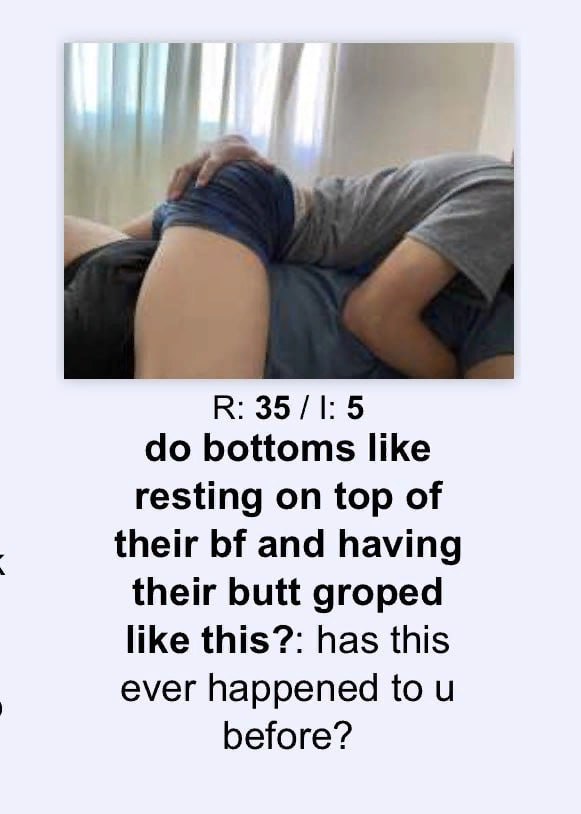 R: 35 / I: 5
do bottoms like
resting on top of
their bf and having
their butt groped
like this?: has this
ever happened to u
before?